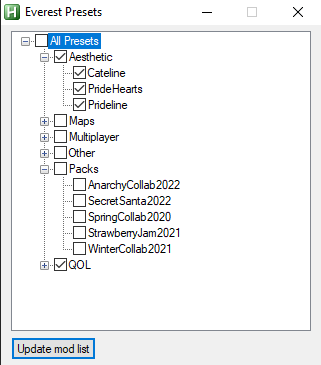 Everest Presets
All Presets
Aesthetic
Cateline
PrideHearts
Prideline
Maps
Multiplayer
Other
Packs
AnarchyCollab2022
SecretSanta2022
SpringCollab2020
StrawberryJam2021
WinterCollab2021
QOL
Update mod list